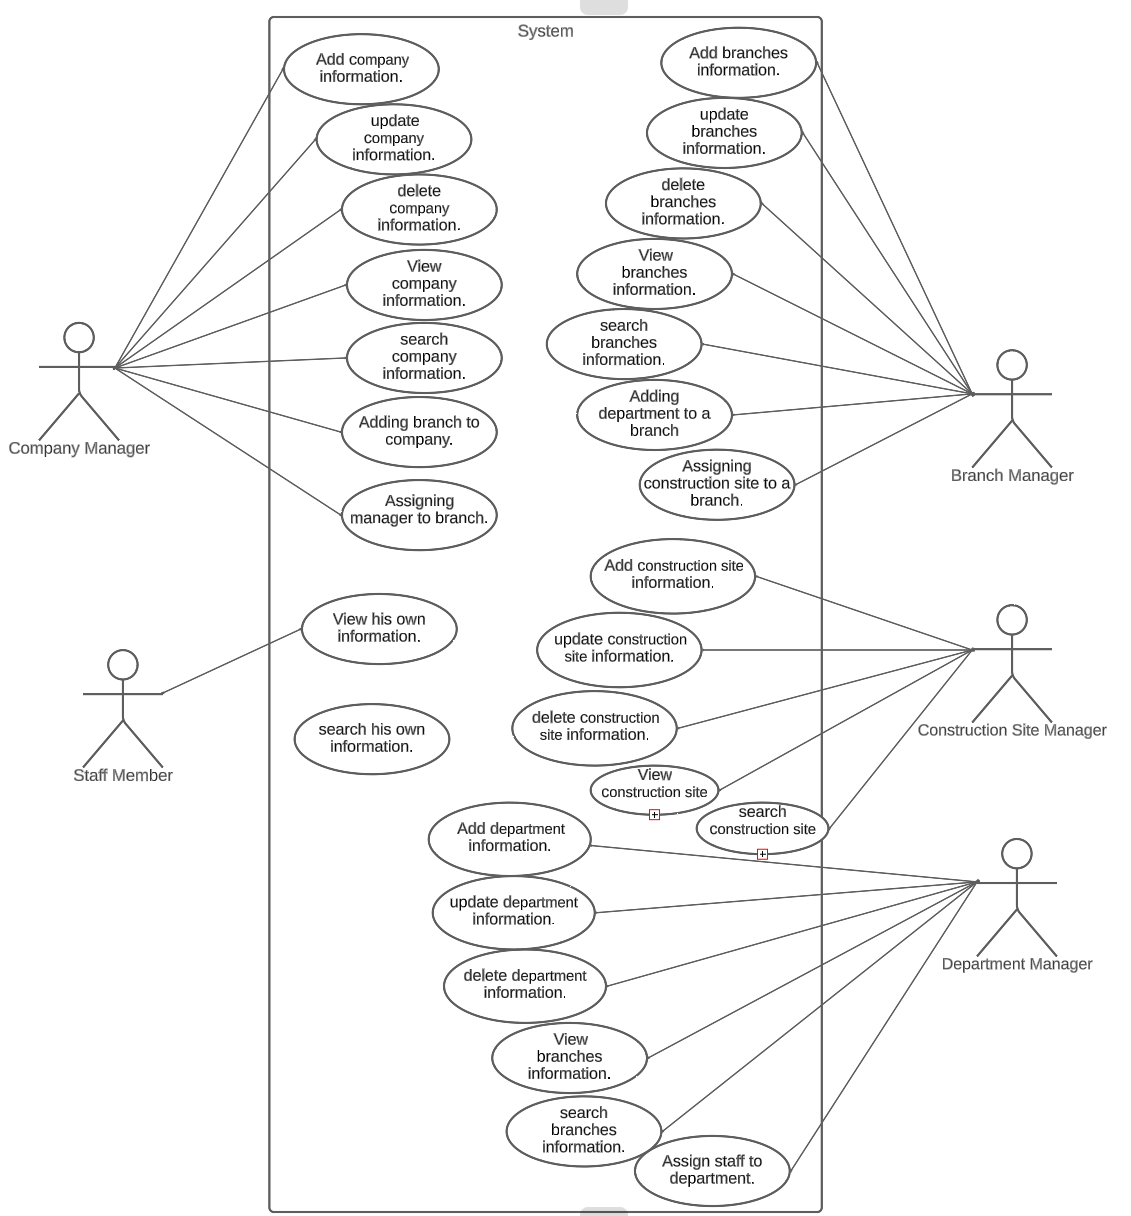 System
Add company
information.
update
company
information.
delete
company
information.
View
company
information.
search
company
information.
Adding branch to
company.
Assigning
manager to branch.
Company Manager
View his own
information.
search his own
information.
Staff Member
Add branches
information.
update
branches
information.
delete
branches
information.
View
branches
information.
search
branches
information.
Adding
department to a
branch
Assigning
construction site to a
branch.
Branch Manager
Add construction site
information.
update construction
site information.
delete construction
site information.
View
construction site
search
construction site
Construction Site Manager
Add department
information.
update department
information.
delete department
information.
View
branches
information.
search
branches
information.
Assign staff to
department.
Department Manager